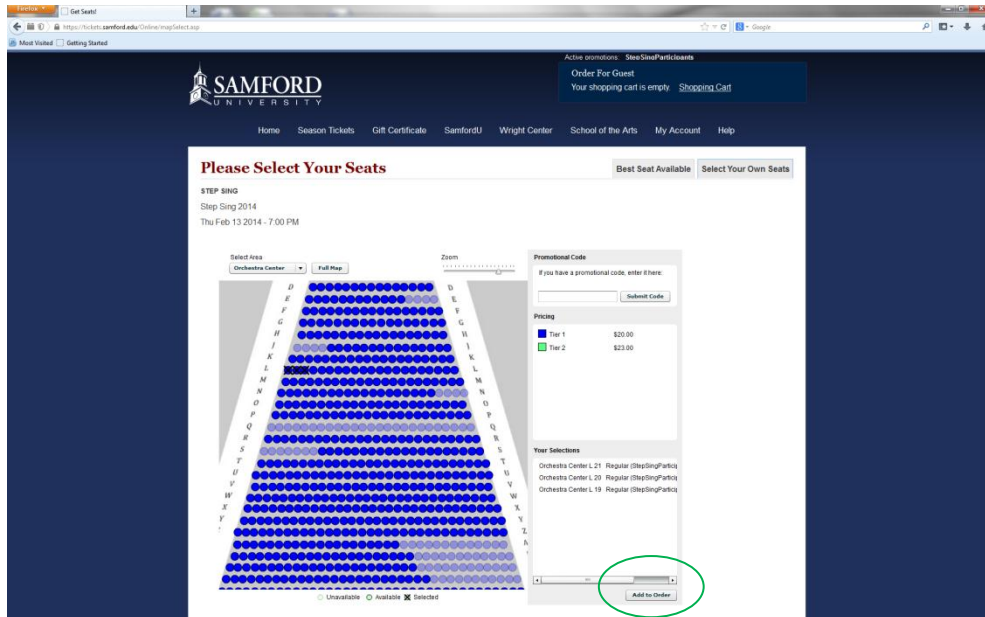 Firefox
Get Seats!
https://tickets.samford.edu/Online/mapSelect.asp
Google
Most Visited
Getting Started
Active promotions: StepSingParticipants
SAMFORD
UNIVERSITY
Order For Guest
Your shopping cart is empty. Shopping Cart
Home Season Tickets Gift Certificate SamfordU Wright Center School of the Arts My Account Help
Please Select Your Seats
Best Seat Available Select Your Own Seats
STEP SING
Step Sing 2014
Thu Feb 13 2014 - 7:00 PM
Select Area
Orchestra Center
Full Map
Zoom
D D
E E
F F
G G
H H
J J
K K
L L
M M
N N
O O
P P
Q Q
R R
S S
T T
U U
V V
W W
X X
Y Y
Z
Unavailable Available Selected
Promotional Code
If you have a promotional code, enter it here:
Submit Code
Pricing
Tier 1 $20.00
Tier 2 $23.00
Your Selections
Orchestra Center L 21 Regular (StepSingParticip
Orchestra Center L 20 Regular (StepSingParticip
Orchestra Center L 19 Regular (StepSingParticip
Add to Order